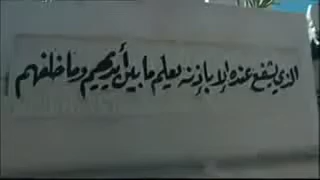 الذي يشفع عنده إلا بإذنه يعلم ما بين أيديهم وما خلفهم